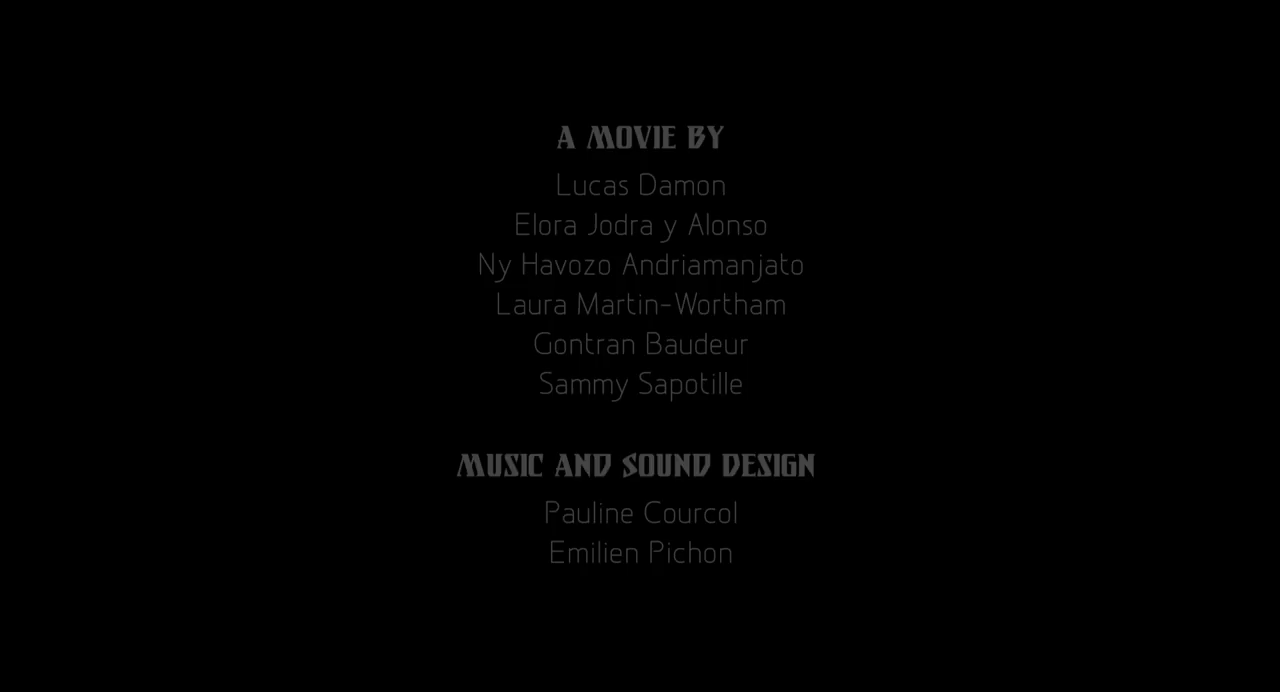 A MOVIE BY
Lucas Damon
Elora Jodra y Alonso
Ny Havozo Andriamanjato
Laura Martin-Wortham
Gontran Baudeur
Sammy Sapotille
MUSIC AND SOUND DESIGN
Pauline Courcol
Emilien Pichon